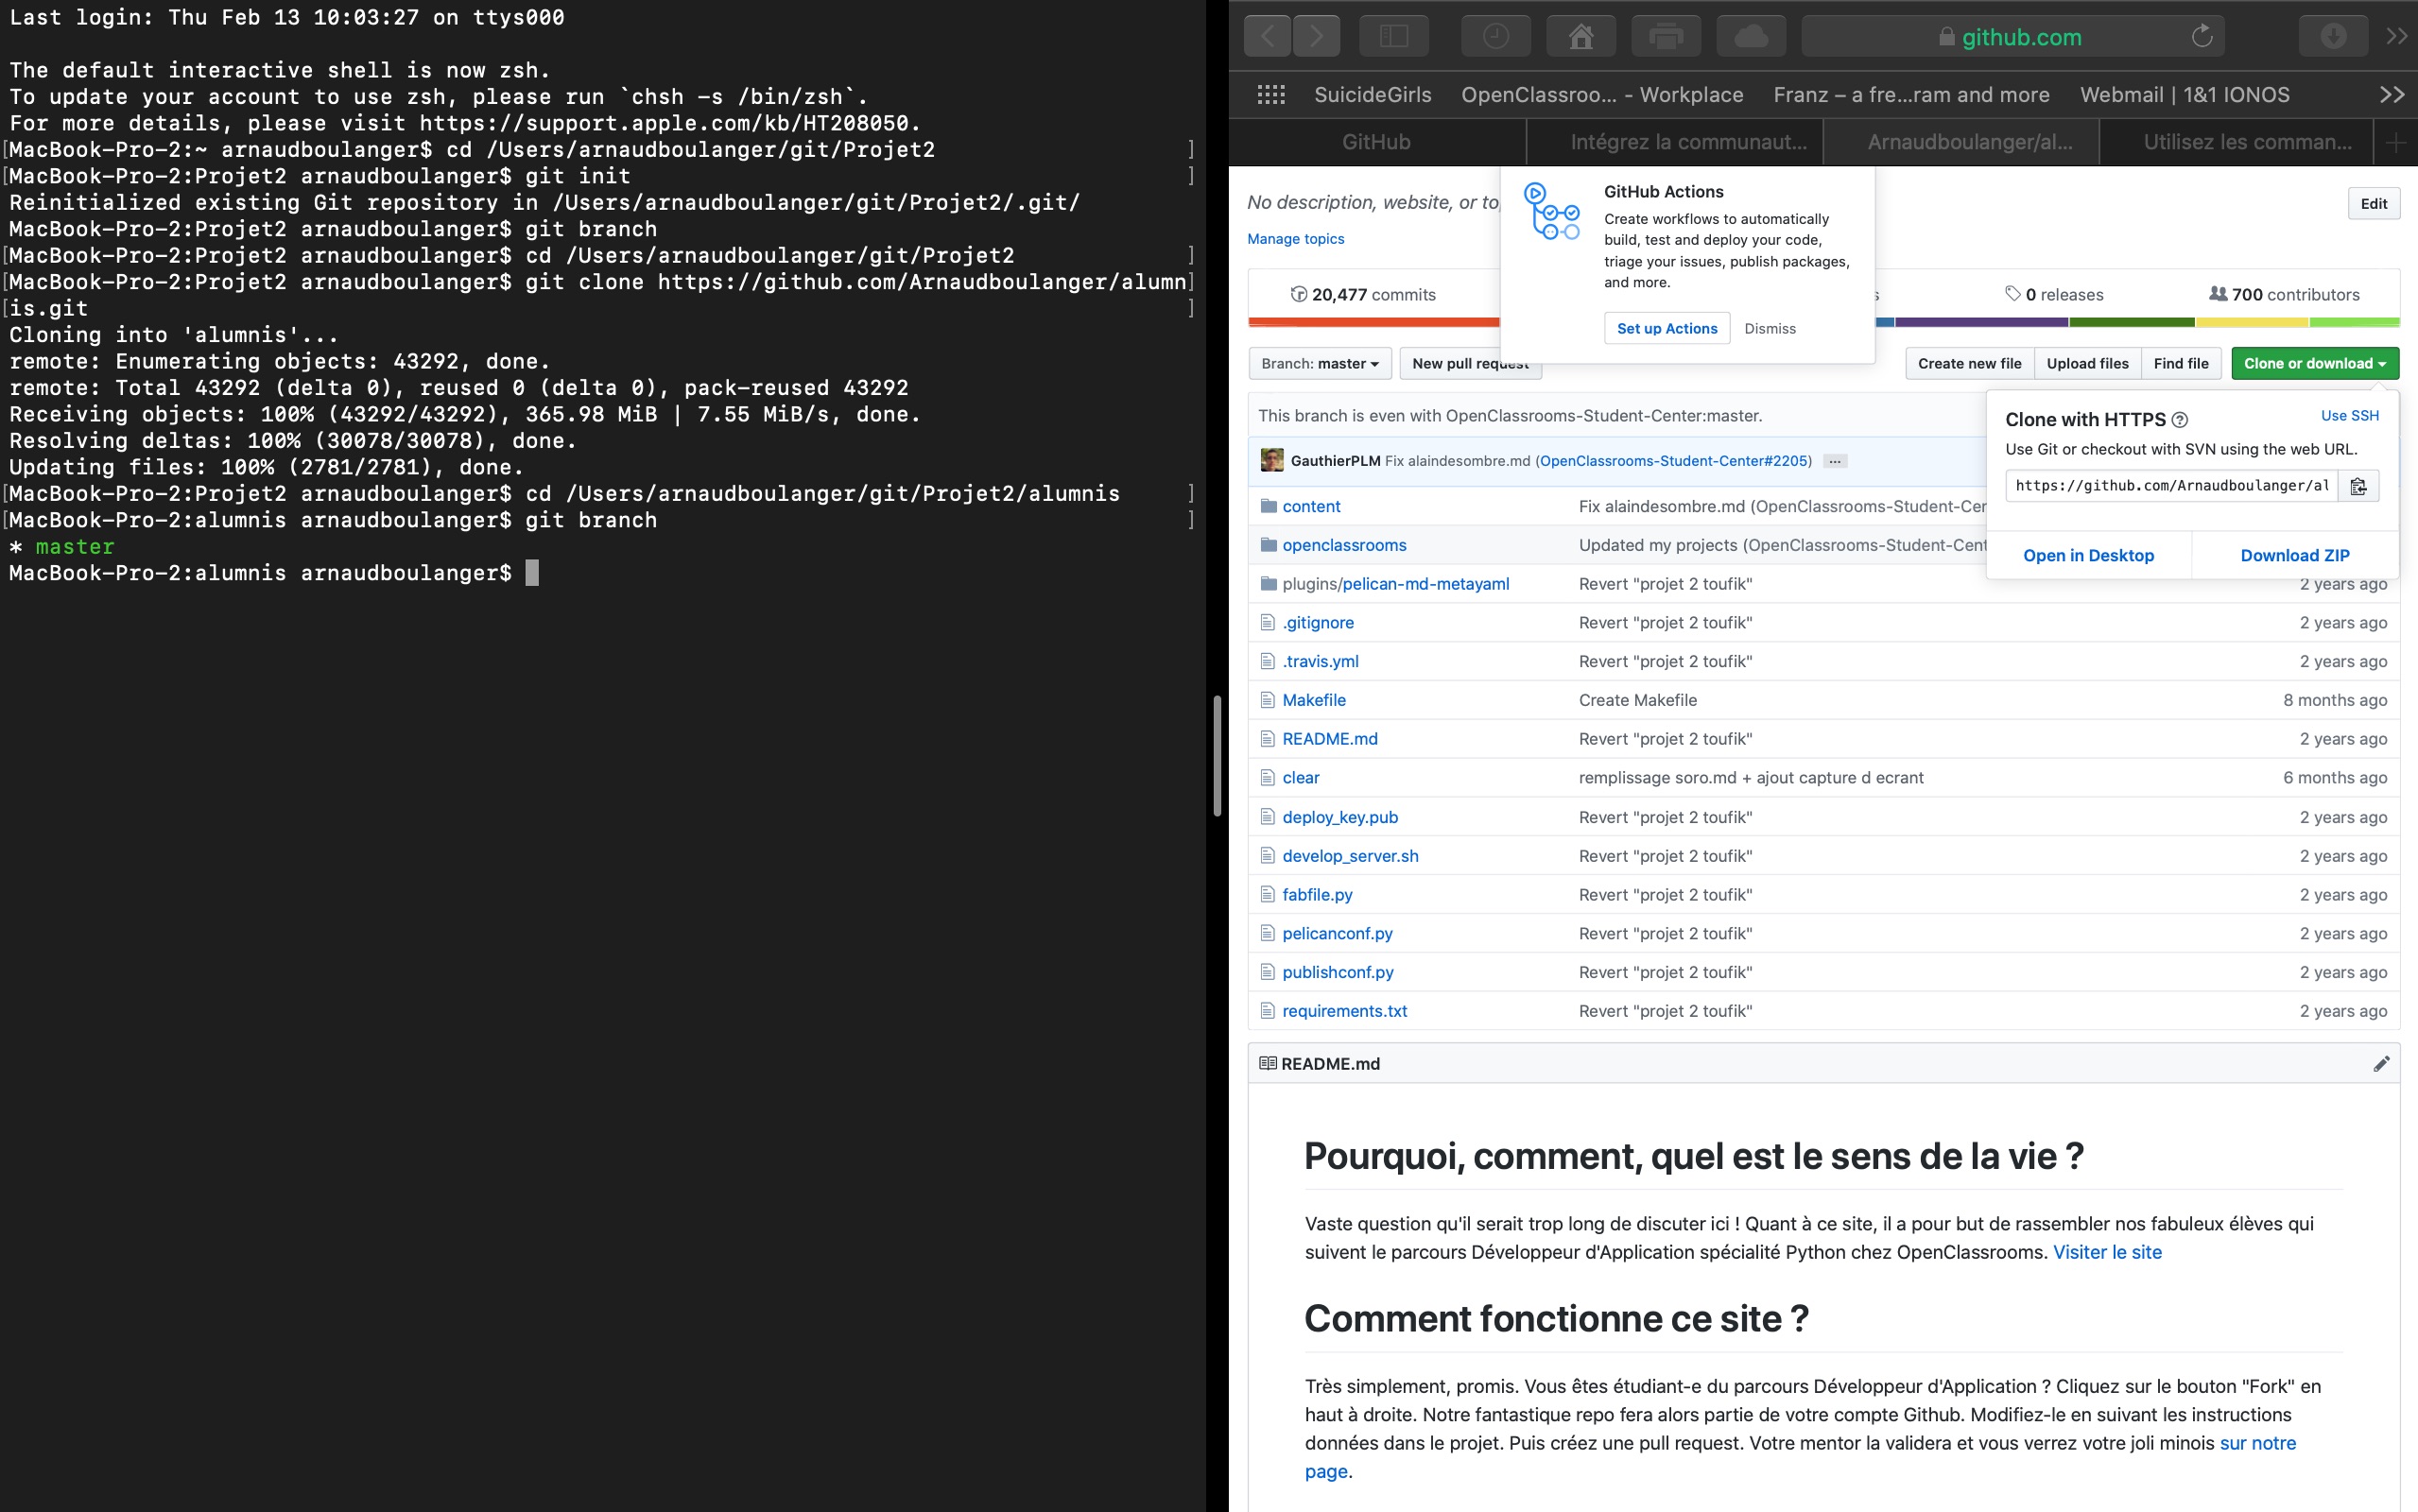 Last login: Thu Feb 13 10:03:27 on ttys000
The default interactive shell is now zsh.
To update your account to use zsh, please run `chsh -s /bin/zsh`.
For more details, please visit https://support.apple.com/kb/HT208050.
[MacBook-Pro-2:~ arnaudboulanger$ cd /Users/arnaudboulanger/git/Projet2 ]
[MacBook-Pro-2:Projet2 arnaudboulanger$ git init ]
Reinitialized existing Git repository in /Users/arnaudboulanger/git/Projet2/.git/
MacBook-Pro-2:Projet2 arnaudboulanger$ git branch
[MacBook-Pro-2:Projet2 arnaudboulanger$ cd /Users/arnaudboulanger/git/Projet2 ]
[MacBook-Pro-2:Projet2 arnaudboulanger$ git clone https://github.com/Arnaudboulanger/alumn]
[is.git ]
Cloning into 'alumnis'...
remote: Enumerating objects: 43292, done.
remote: Total 43292 (delta 0), reused 0 (delta 0), pack-reused 43292
Receiving objects: 100% (43292/43292), 365.98 MiB | 7.55 MiB/s, done.
Resolving deltas: 100% (30078/30078), done.
Updating files: 100% (2781/2781), done.
[MacBook-Pro-2:Projet2 arnaudboulanger$ cd /Users/arnaudboulanger/git/Projet2/alumnis ]
[MacBook-Pro-2:alumnis arnaudboulanger$ git branch ]
* master
MacBook-Pro-2:alumnis arnaudboulanger$
github.com
SuicideGirls OpenClassroo... - Workplace Franz – a fre...ram and more Webmail | 1&1 IONOS
GitHub Intégrez la communaut... Arnaudboulanger/al... Utilisez les comman...
No description, website, or to
Edit
Manage topics
GitHub Actions
Create workflows to automatically
build, test and deploy your code,
triage your issues, publish packages,
and more.
Set up Actions Dismiss
20,477 commits s 0 releases 700 contributors
Branch: master New pull request Create new file Upload files Find file Clone or download
This branch is even with OpenClassrooms-Student-Center:master.
Clone with HTTPS Use SSH
Use Git or checkout with SVN using the web URL.
https://github.com/Arnaudboulanger/al
Open in Desktop Download ZIP
GauthierPLM Fix alaindesombre.md (OpenClassrooms-Student-Center#2205) ...
content Fix alaindesombre.md (OpenClassrooms-Student-Cer
openclassrooms Updated my projects (OpenClassrooms-Student-Cent
plugins/pelican-md-metayaml Revert "projet 2 toufik" 2 years ago
.gitignore Revert "projet 2 toufik" 2 years ago
.travis.yml Revert "projet 2 toufik" 2 years ago
Makefile Create Makefile 8 months ago
README.md Revert "projet 2 toufik" 2 years ago
clear remplissage soro.md + ajout capture d ecrant 6 months ago
deploy_key.pub Revert "projet 2 toufik" 2 years ago
develop_server.sh Revert "projet 2 toufik" 2 years ago
fabfile.py Revert "projet 2 toufik" 2 years ago
pelicanconf.py Revert "projet 2 toufik" 2 years ago
publishconf.py Revert "projet 2 toufik" 2 years ago
requirements.txt Revert "projet 2 toufik" 2 years ago
README.md
Pourquoi, comment, quel est le sens de la vie ?
Vaste question qu'il serait trop long de discuter ici ! Quant à ce site, il a pour but de rassembler nos fabuleux élèves qui
suivent le parcours Développeur d'Application spécialité Python chez OpenClassrooms. Visiter le site
Comment fonctionne ce site ?
Très simplement, promis. Vous êtes étudiant-e du parcours Développeur d'Application ? Cliquez sur le bouton "Fork" en
haut à droite. Notre fantastique repo fera alors partie de votre compte Github. Modifiez-le en suivant les instructions
données dans le projet. Puis créez une pull request. Votre mentor la validera et vous verrez votre joli minois sur notre
page.